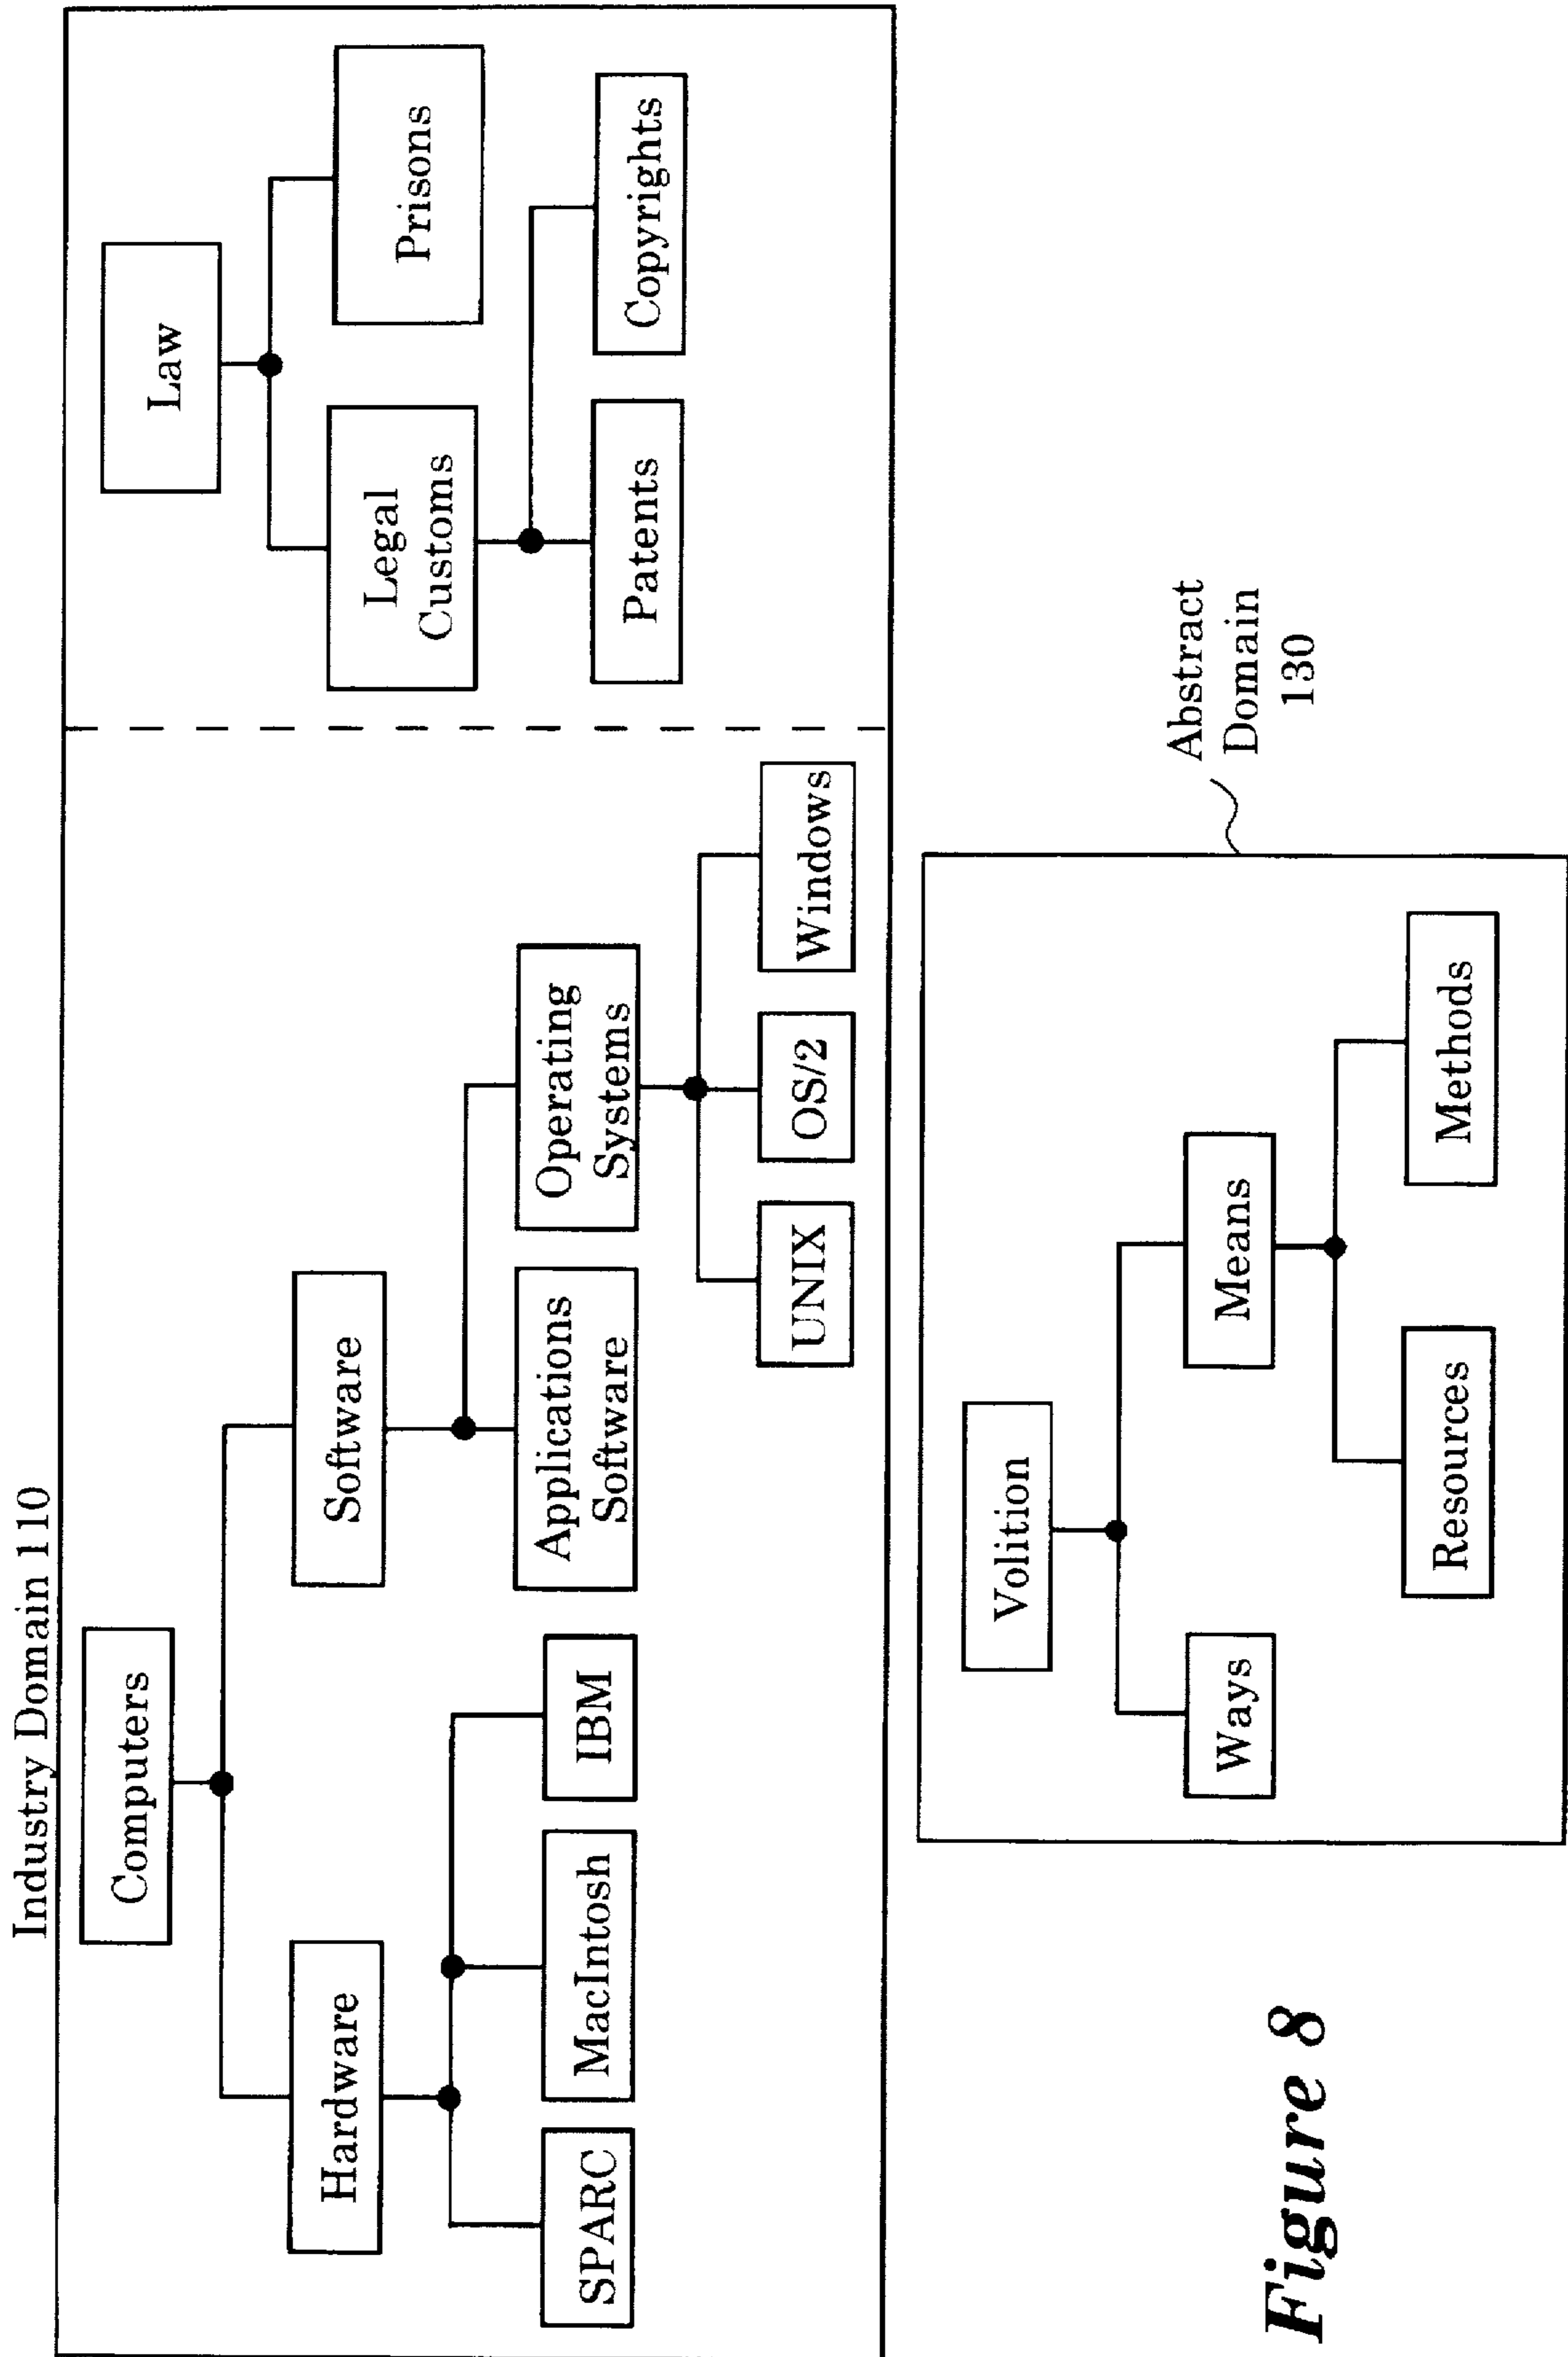 Industry Domain 110
Computers
Hardware
Software
SPARC
MacIntosh
IBM
Applications
Software
Operating
Systems
UNIX
OS/2
Windows
Law
Legal
Customs
Prisons
Patents
Copyrights
Volition
Ways
Means
Resources
Methods
Abstract
Domain
130
Figure 8